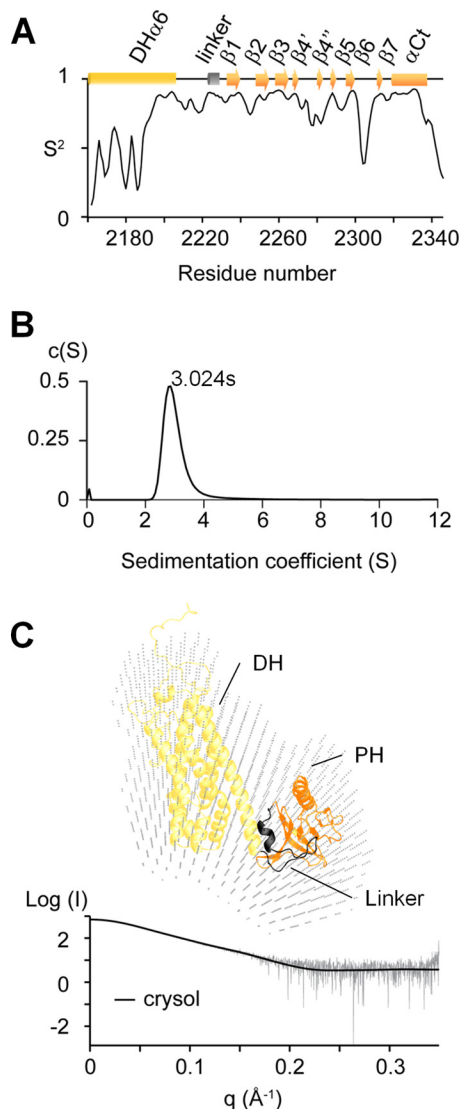 A
DHα6 linker β1 β2 β3 β4' β4" β5 β6 β7 αCt
1
S²
0
2180 2220 2260 2300 2340
Residue number
B
c(S)
3.024s
0.5
0.25
0
0 2 4 6 8 10 12
Sedimentation coefficient (S)
C
DH
PH
Linker
Log (I)
2
0
-2
crysol
0 0.1 0.2 0.3
q (Å⁻¹)